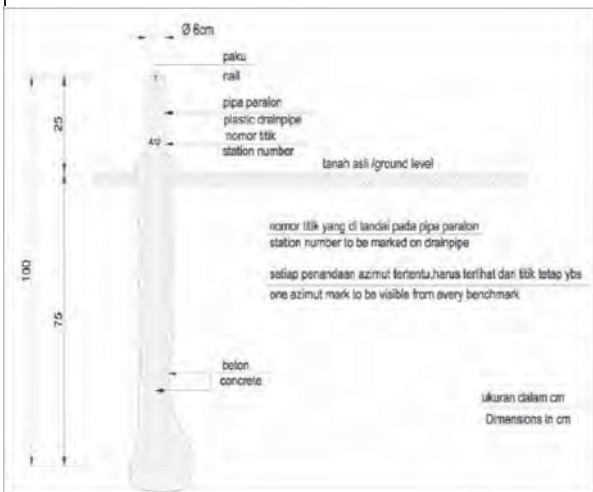 Ø 6cm
paku
nail
pipa paralon
plastic drainpipe
nomor titik
station number
25
tanah asli /ground level
nomor titik yang di tandai pada pipa paralon
station number to be marked on drainpipe
setiap penandaan azimut tertentu,harus terlihat dari titik tetap ybs
one azimut mark to be visible from every benchmark
100
75
beton
concrete
ukuran dalam cm
Dimensions in cm